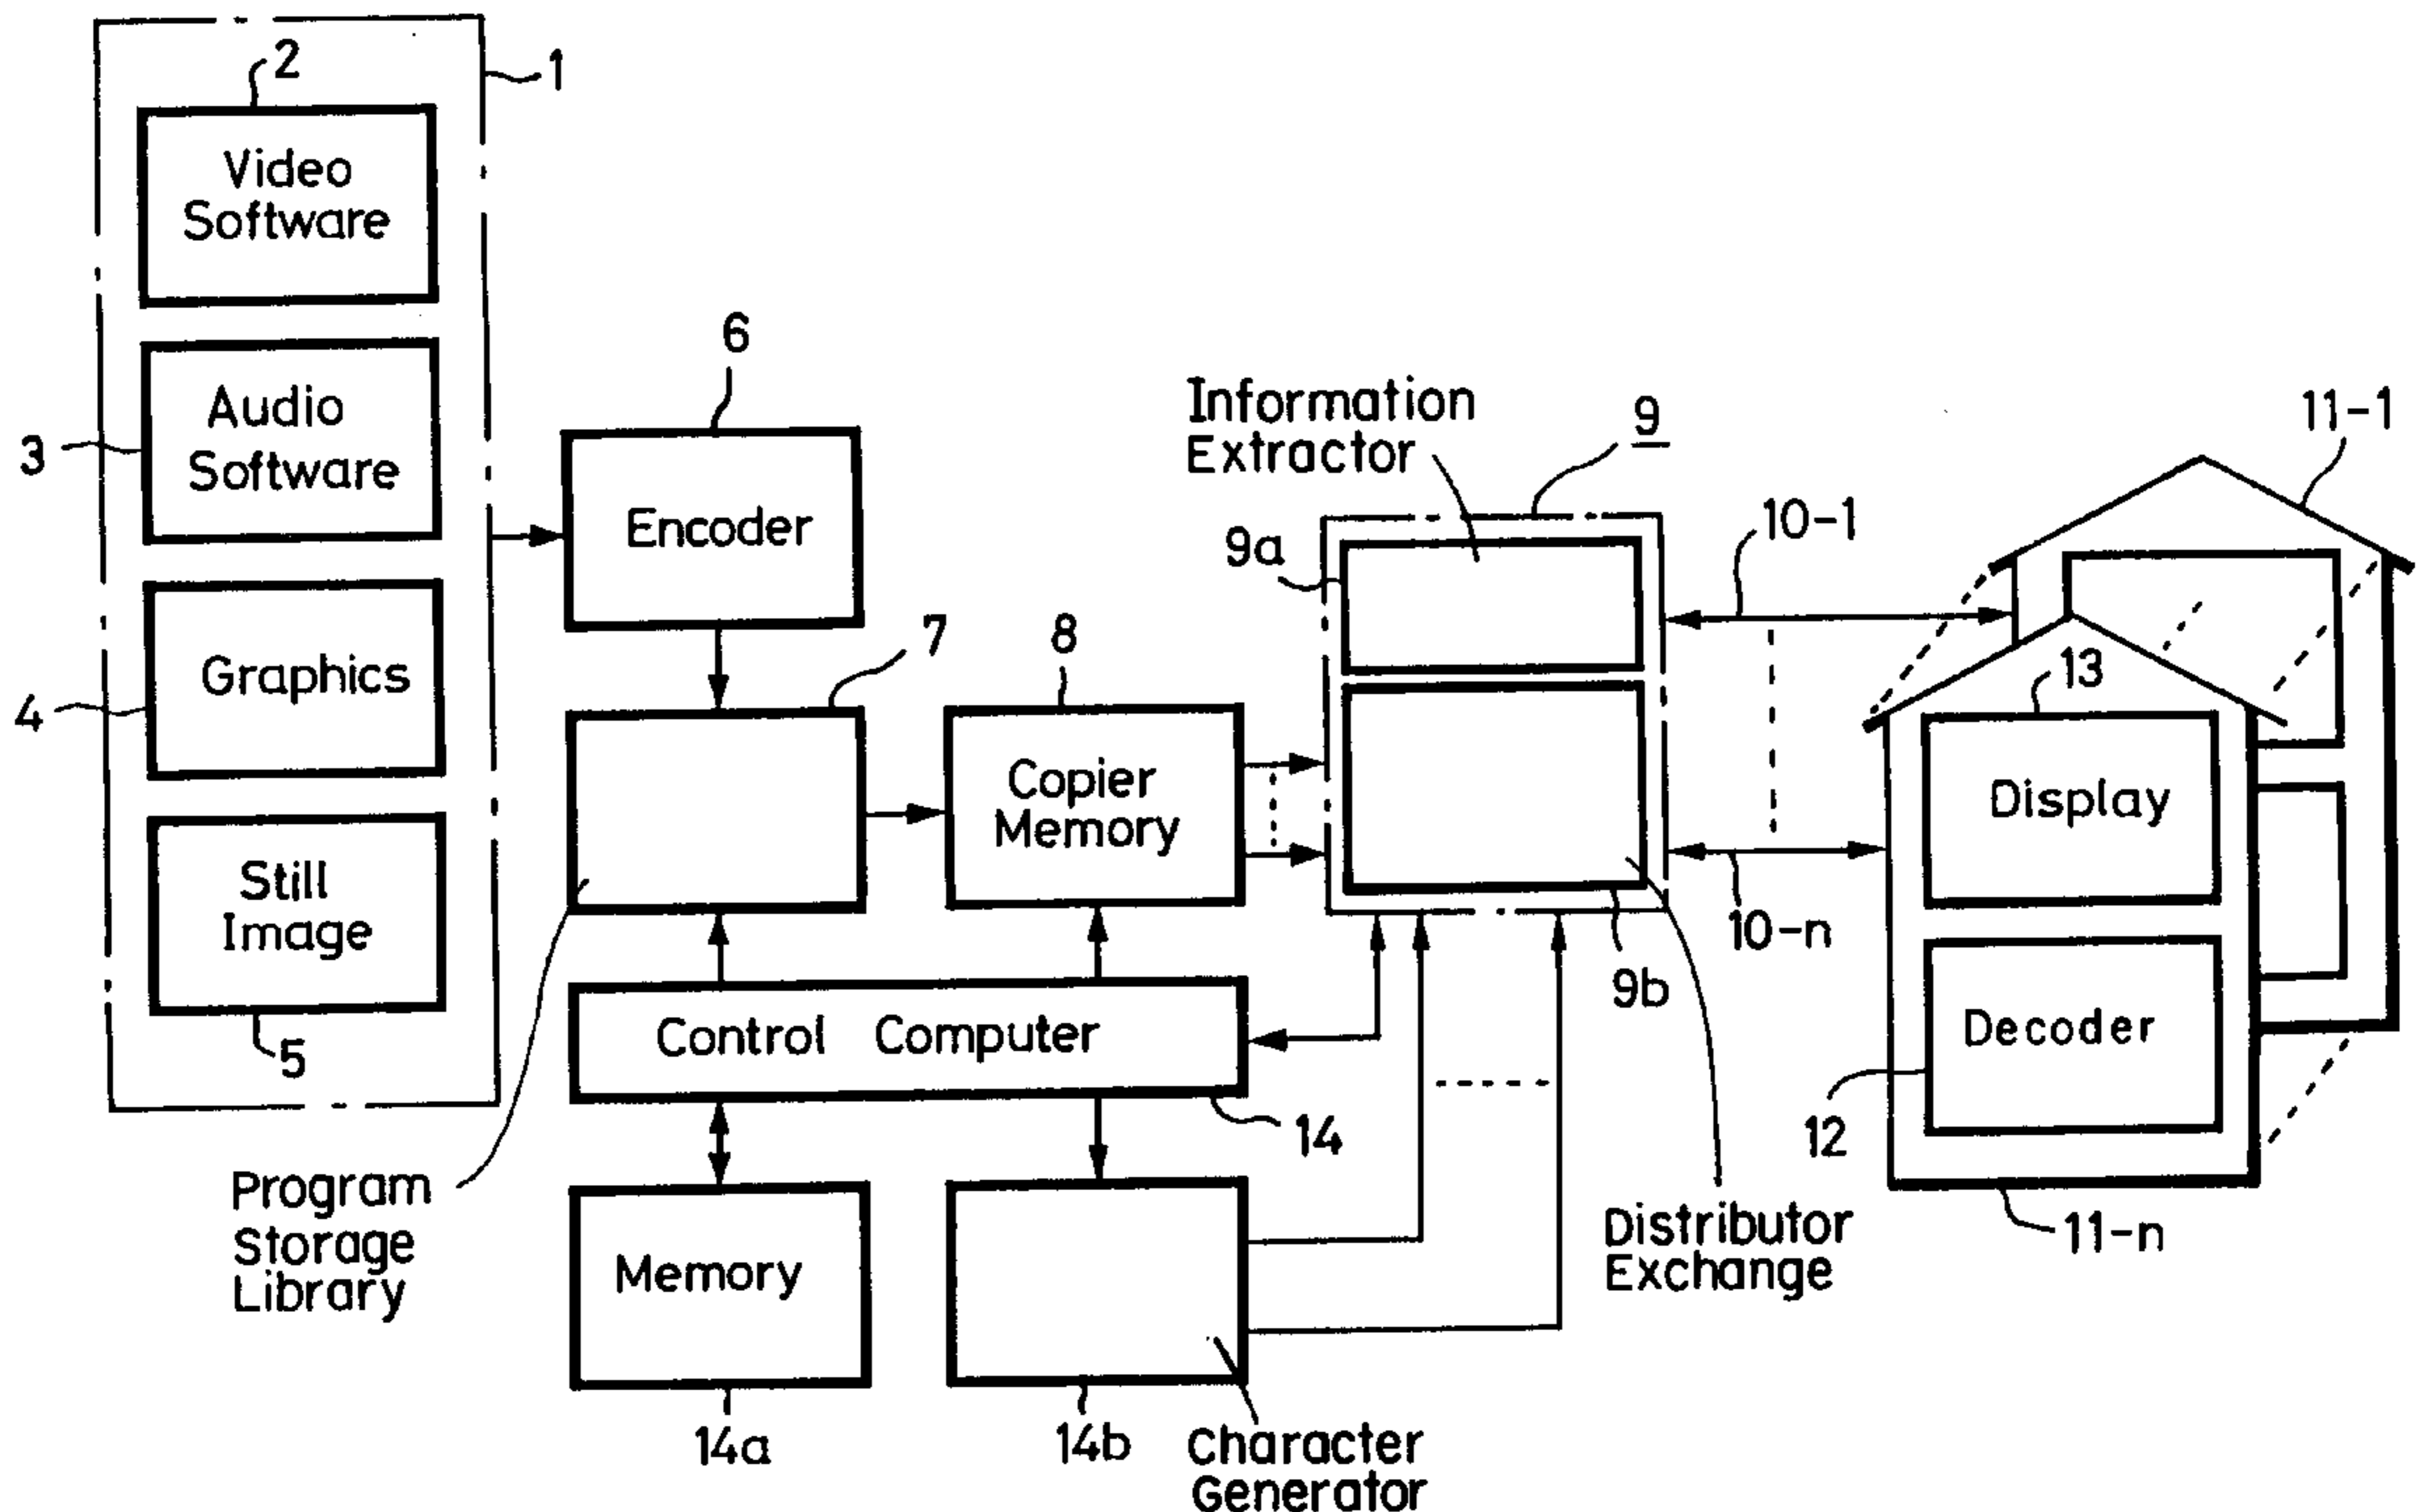 2
1
Video
Software
3
Audio
Software
4
Graphics
Still
Image
5
6
Encoder
7
8
Copier
Memory
Information
Extractor
9
9a
9b
10-1
10-n
11-1
13
Display
Decoder
12
11-n
Control Computer
14
Program
Storage
Library
Memory
14a
14b
Character
Generator
Distributor
Exchange